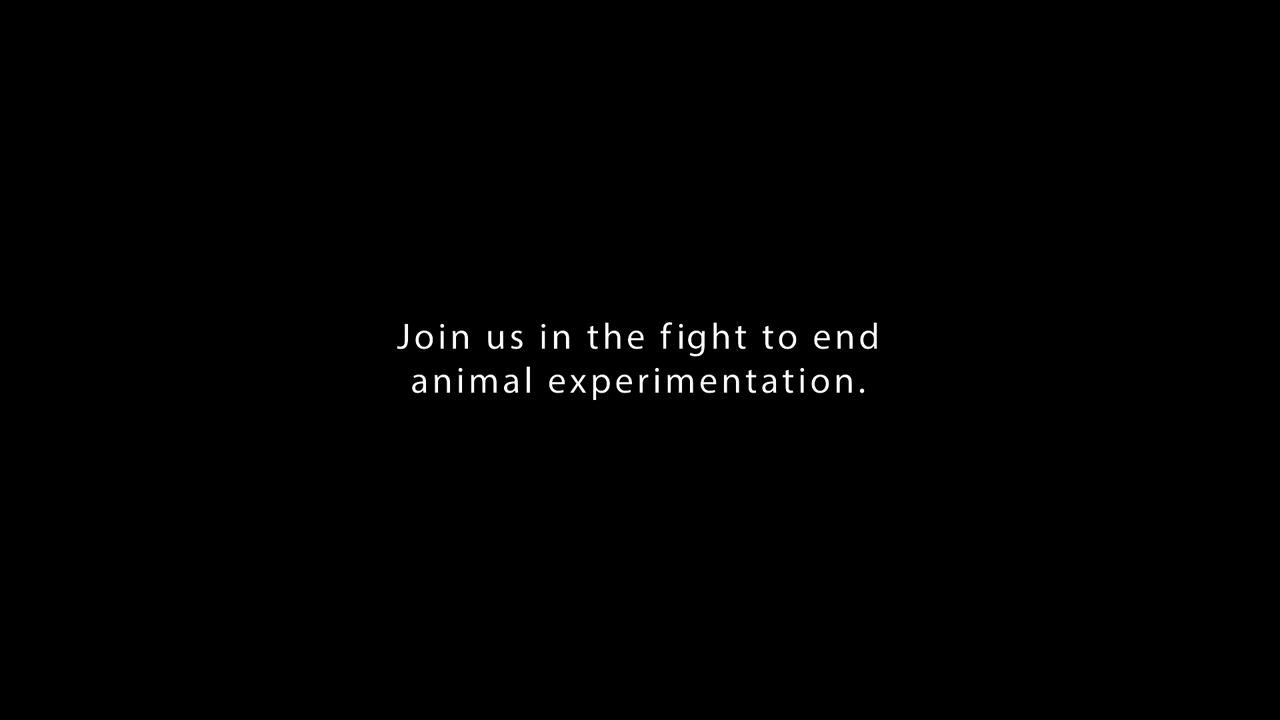 Join us in the fight to end
animal experimentation.